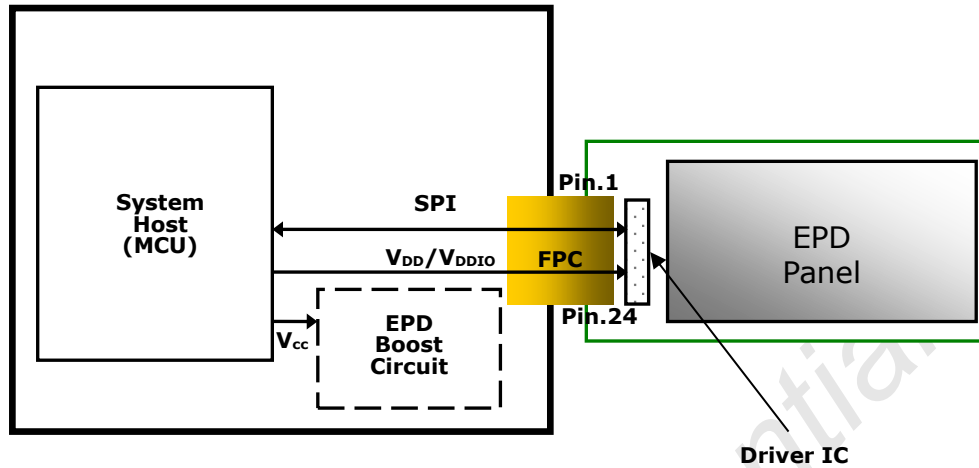 System
Host
(MCU)
SPI
VDD/VDDIO
FPC
Vcc
EPD
Boost
Circuit
Pin.1
Pin.24
EPD
Panel
Driver IC